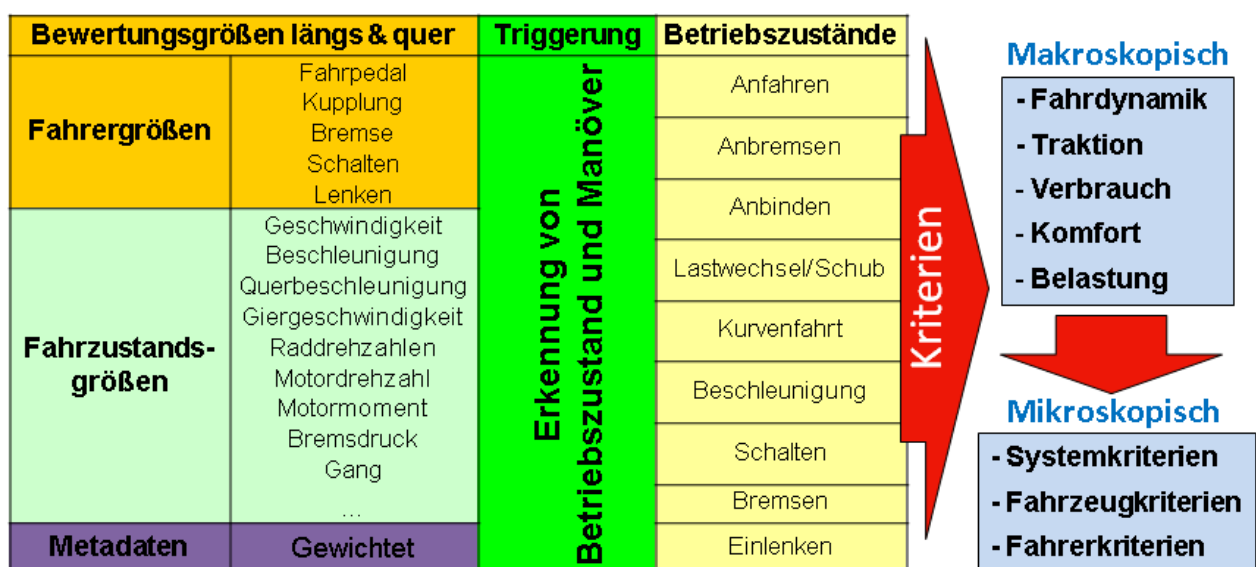 Bewertungsgrößen längs & quer
Triggerung
Betriebszustände
Fahrergrößen
Fahrpedal
Kupplung
Bremse
Schalten
Lenken
Fahrzustands-
größen
Geschwindigkeit
Beschleunigung
Querbeschleunigung
Giergeschwindigkeit
Raddrehzahlen
Motordrehzahl
Motormoment
Bremsdruck
Gang
...
Metadaten
Gewichtet
Erkennung von
Betriebszustand und Manöver
Anfahren
Anbremsen
Anbinden
Lastwechsel/Schub
Kurvenfahrt
Beschleunigung
Schalten
Bremsen
Einlenken
Kriterien
Makroskopisch
- Fahrdynamik
- Traktion
- Verbrauch
- Komfort
- Belastung
Mikroskopisch
- Systemkriterien
- Fahrzeugkriterien
- Fahrerkriterien